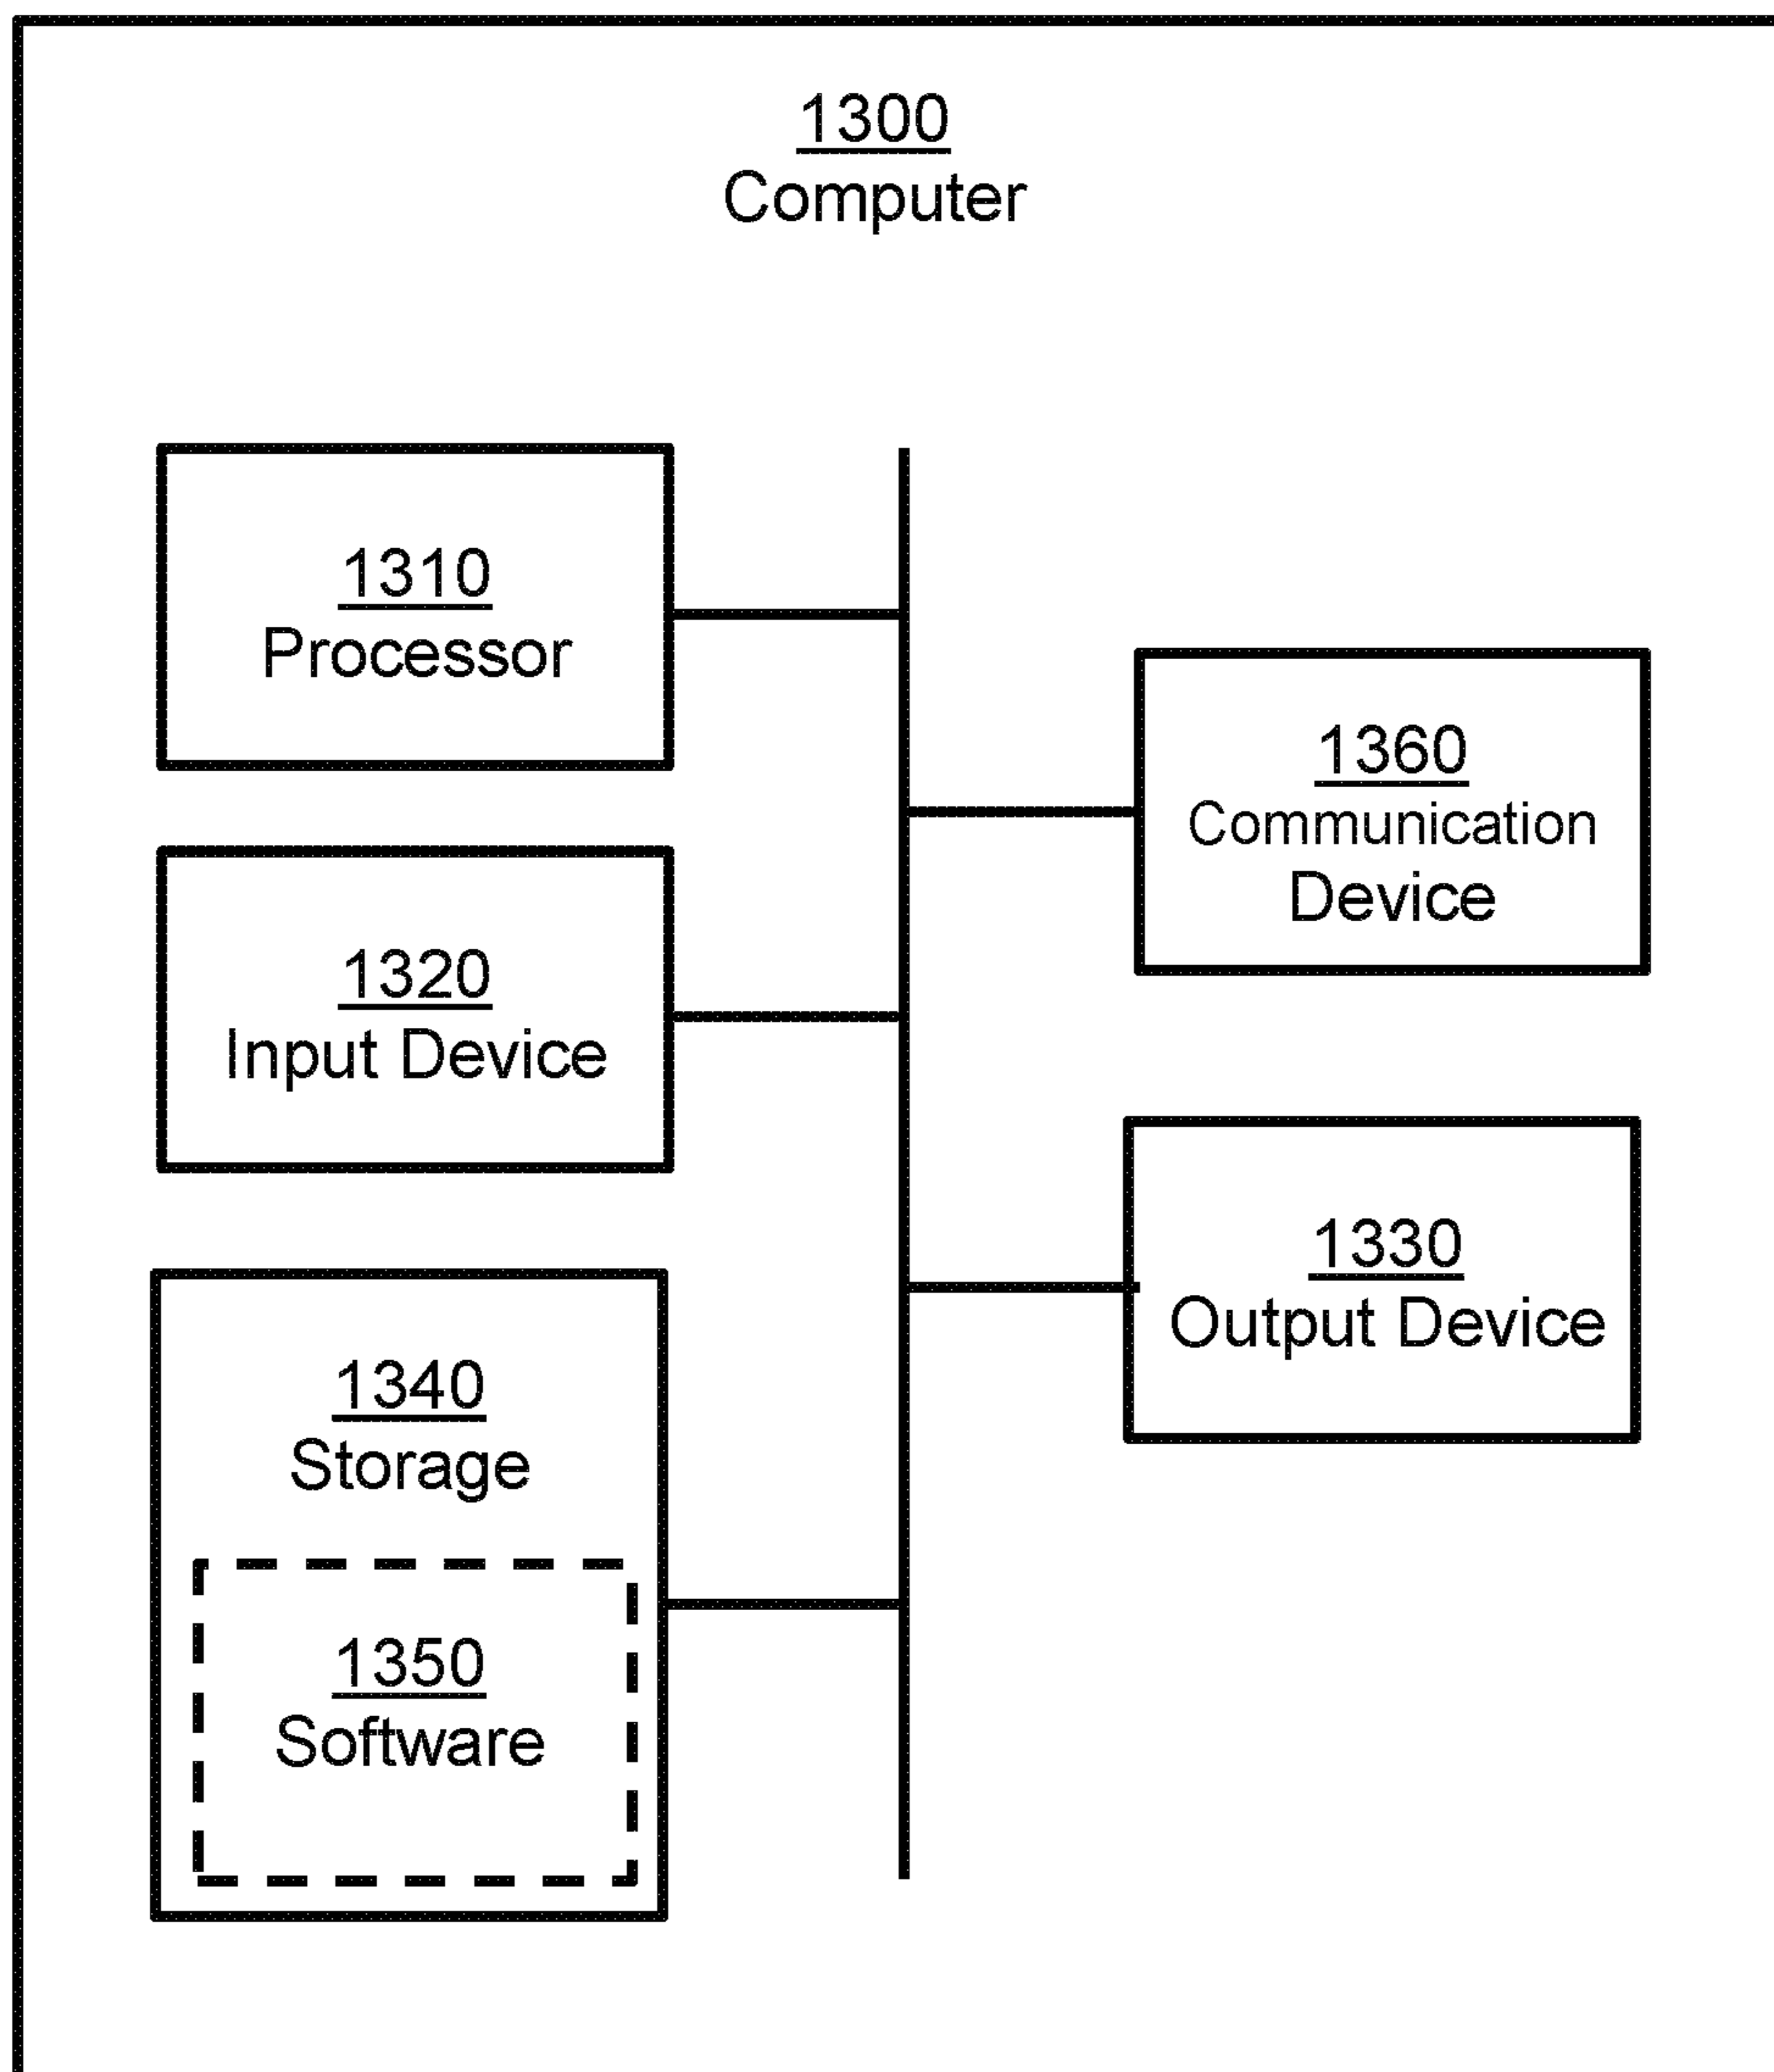 1300
Computer
1310
Processor
1360
Communication
Device
1320
Input Device
1330
Output Device
1340
Storage
1350
Software